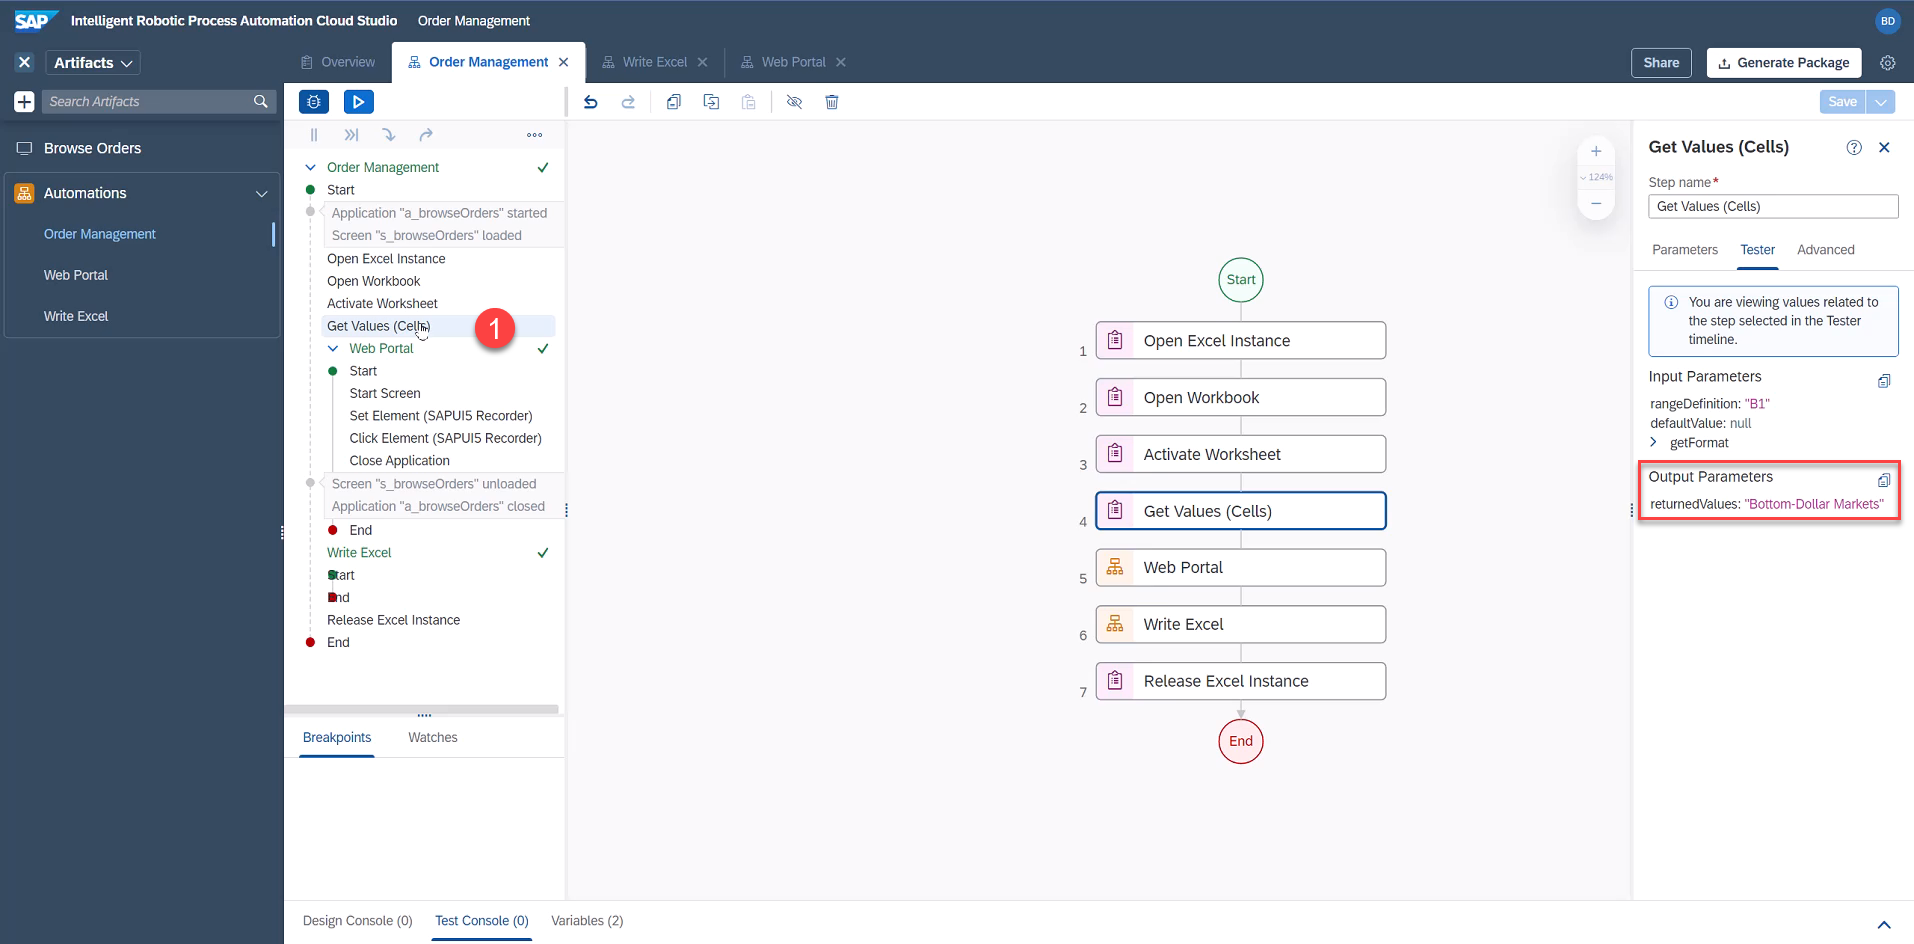 SAP Intelligent Robotic Process Automation Cloud Studio Order Management BD
Artifacts Overview Order Management Write Excel Web Portal Share Generate Package
Search Artifacts Save
Browse Orders
Automations
Order Management
Web Portal
Write Excel
Order Management
Start
Application "a_browseOrders" started
Screen "s_browseOrders" loaded
Open Excel Instance
Open Workbook
Activate Worksheet
Get Values (Cells)
1
Web Portal
Start
Start Screen
Set Element (SAPUI5 Recorder)
Click Element (SAPUI5 Recorder)
Close Application
Screen "s_browseOrders" unloaded
Application "a_browseOrders" closed
End
Write Excel
Start
End
Release Excel Instance
End
Breakpoints Watches
124%
Start
1 Open Excel Instance
2 Open Workbook
3 Activate Worksheet
4 Get Values (Cells)
5 Web Portal
6 Write Excel
7 Release Excel Instance
End
Get Values (Cells)
Step name*
Get Values (Cells)
Parameters Tester Advanced
You are viewing values related to
the step selected in the Tester
timeline.
Input Parameters
rangeDefinition: "B1"
defaultValue: null
getFormat
Output Parameters
returnedValues: "Bottom-Dollar Markets"
Design Console (0) Test Console (0) Variables (2)